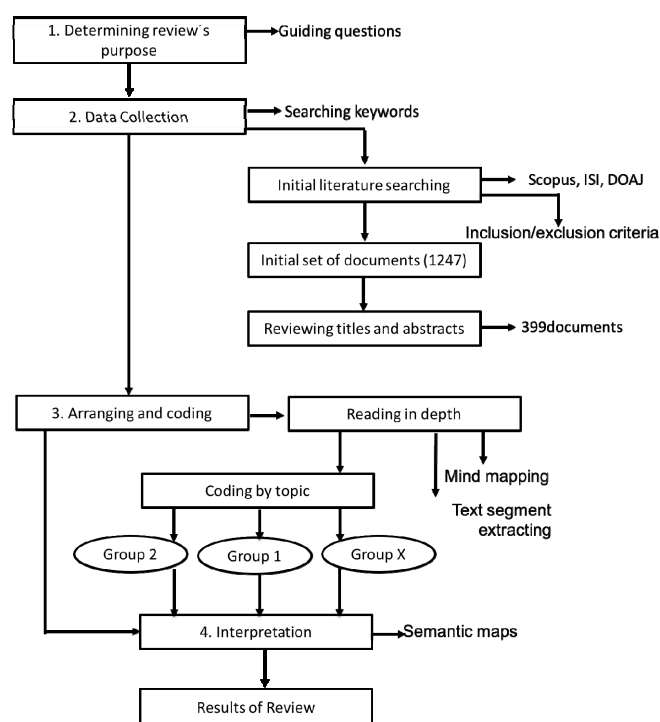 1. Determining review´s
purpose
Guiding questions
2. Data Collection
Searching keywords
Initial literature searching
Scopus, ISI, DOAJ
Inclusion/exclusion criteria
Initial set of documents (1247)
Reviewing titles and abstracts
399documents
3. Arranging and coding
Reading in depth
Mind mapping
Coding by topic
Text segment
extracting
Group 2
Group 1
Group X
4. Interpretation
Semantic maps
Results of Review